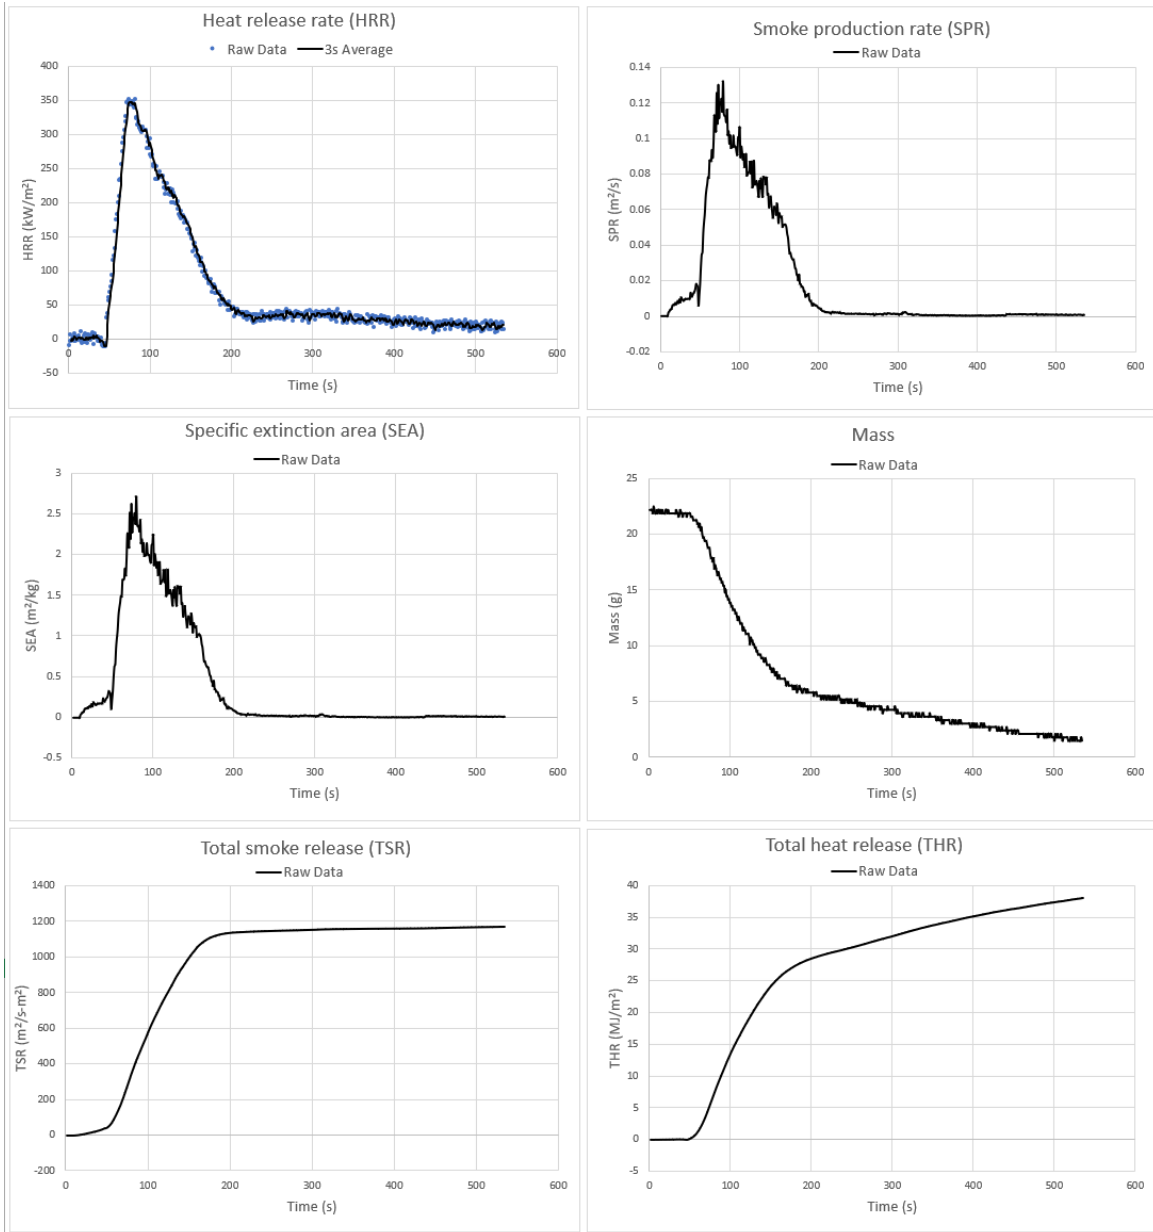 Heat release rate (HRR)
Raw Data 3s Average
400
350
300
250
200
150
100
50
0
-50
HRR (kW/m²)
0 100 200 300 400 500 600
Time (s)
Smoke production rate (SPR)
Raw Data
0.14
0.12
0.1
0.08
0.06
0.04
0.02
0
-0.02
SPR (m²/s)
0 100 200 300 400 500 600
Time (s)
Specific extinction area (SEA)
Raw Data
3
2.5
2
1.5
1
0.5
0
-0.5
SEA (m²/kg)
0 100 200 300 400 500 600
Time (s)
Mass
Raw Data
25
20
15
10
5
0
Mass (g)
0 100 200 300 400 500 600
Time (s)
Total smoke release (TSR)
Raw Data
1400
1200
1000
800
600
400
200
0
-200
TSR (m²/s-m²)
0 100 200 300 400 500 600
Time (s)
Total heat release (THR)
Raw Data
40
35
30
25
20
15
10
5
0
-5
THR (MJ/m²)
0 100 200 300 400 500 600
Time (s)